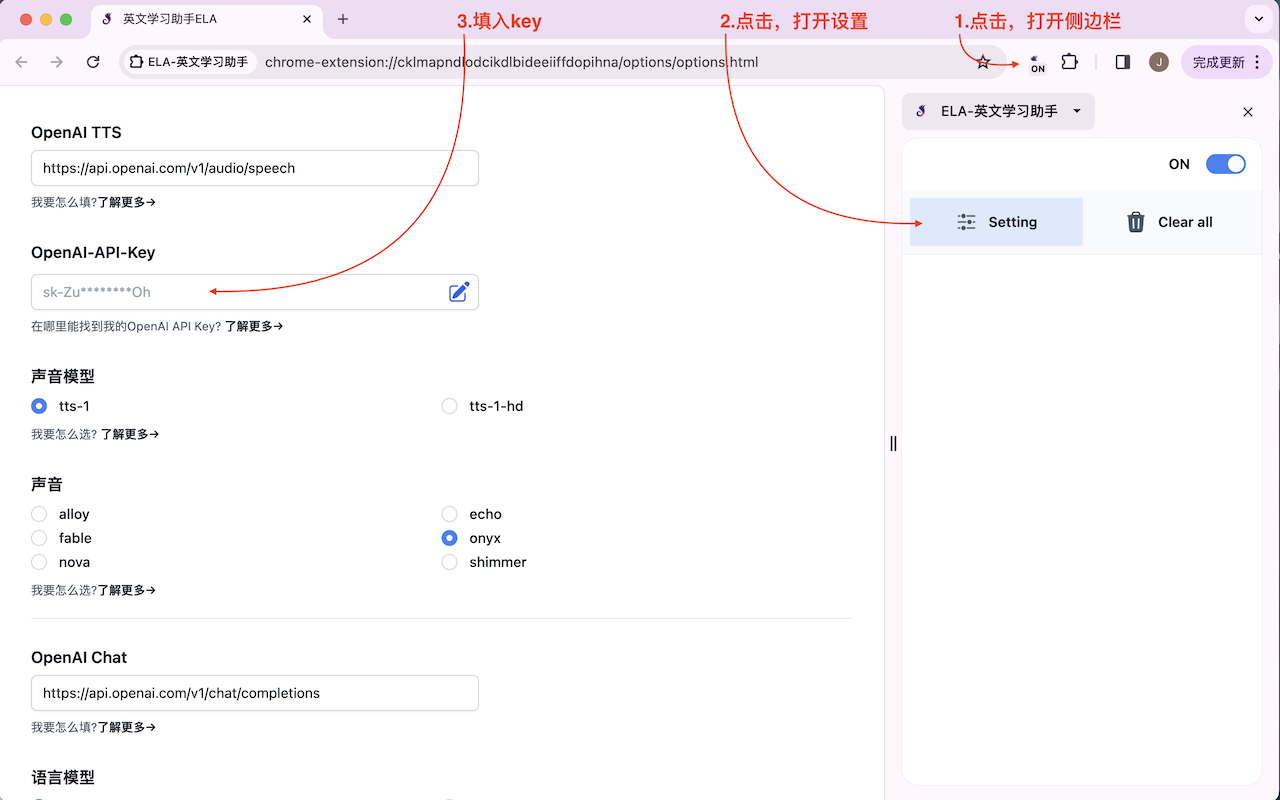 英文学习助手ELA
3.填入key
2.点击，打开设置
1.点击，打开侧边栏
ELA-英文学习助手
chrome-extension://cklmapndlodcikdlbideeiiffdopihna/options/options.html
ON
J
完成更新
OpenAI TTS
https://api.openai.com/v1/audio/speech
我要怎么填?了解更多→
OpenAI-API-Key
sk-Zu********Oh
在哪里能找到我的OpenAI API Key? 了解更多→
声音模型
tts-1
tts-1-hd
我要怎么选? 了解更多→
声音
alloy
echo
fable
onyx
nova
shimmer
我要怎么选?了解更多→
OpenAI Chat
https://api.openai.com/v1/chat/completions
我要怎么填?了解更多→
语言模型
ELA-英文学习助手
ON
Setting
Clear all